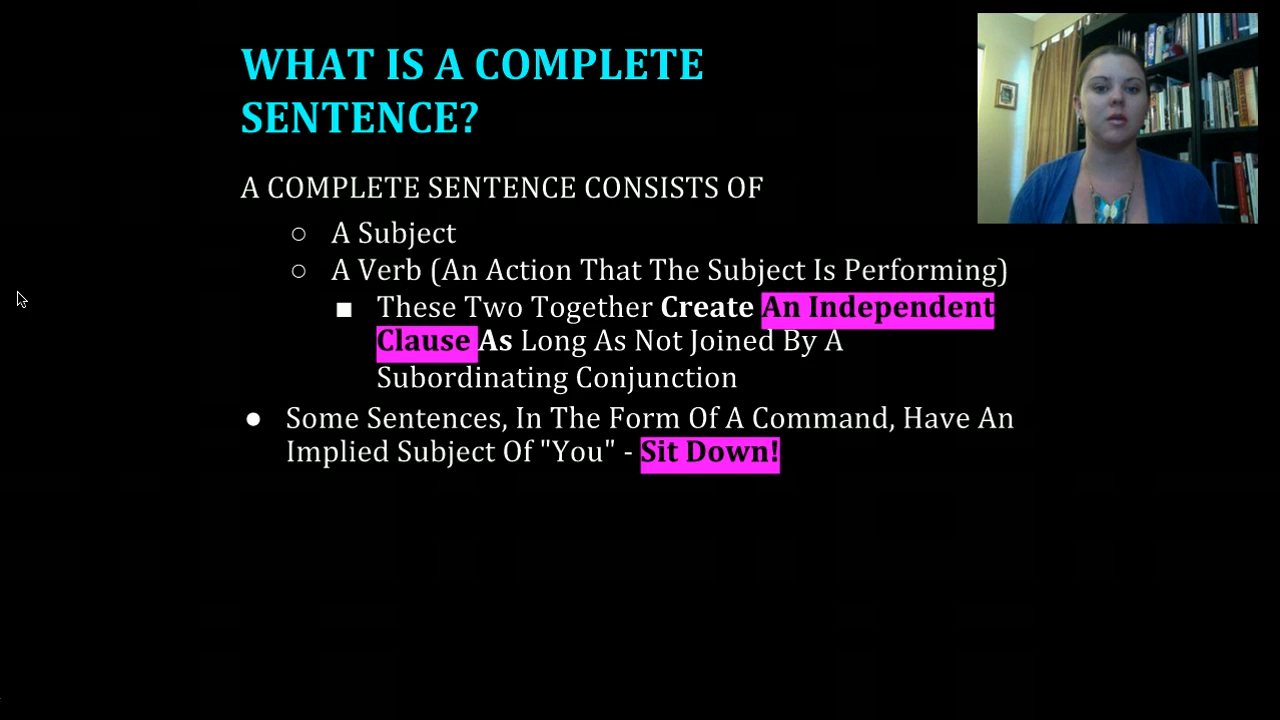 WHAT IS A COMPLETE
SENTENCE?
A COMPLETE SENTENCE CONSISTS OF
○ A Subject
○ A Verb (An Action That The Subject Is Performing)
■ These Two Together Create An Independent
Clause As Long As Not Joined By A
Subordinating Conjunction
● Some Sentences, In The Form Of A Command, Have An
Implied Subject Of "You" - Sit Down!